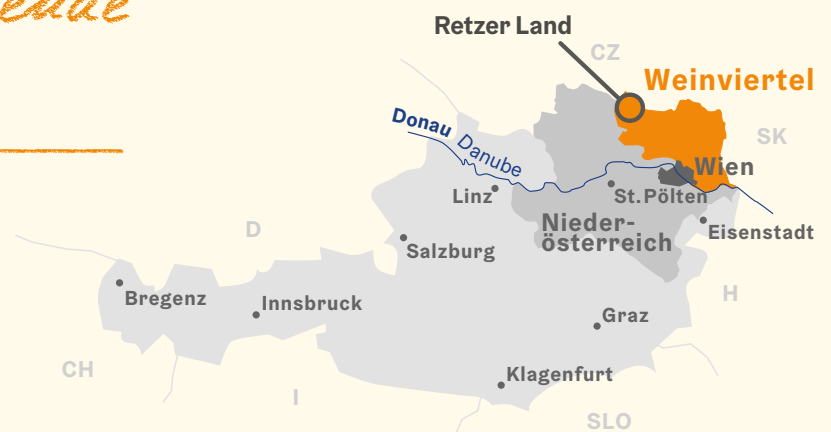 Retzer Land
CZ
Weinviertel
Donau Danube
SK
Wien
Linz
St.Pölten
Nieder-
österreich
Eisenstadt
D
Salzburg
H
Bregenz
Innsbruck
Graz
CH
Klagenfurt
I
SLO